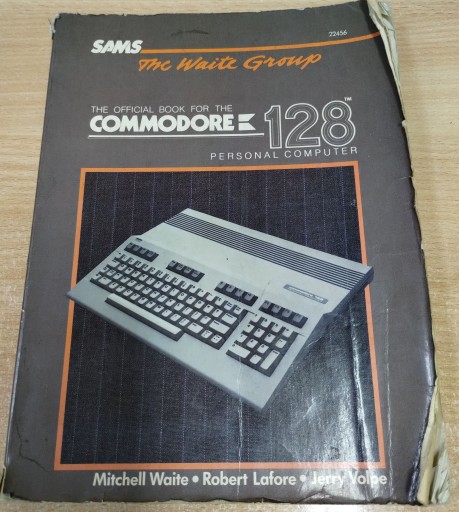 SAMS
22456
The Waite Group
THE OFFICIAL BOOK FOR THE
COMMODORE 128™
PERSONAL COMPUTER
Mitchell Waite • Robert Lafore • Jerry Volpe